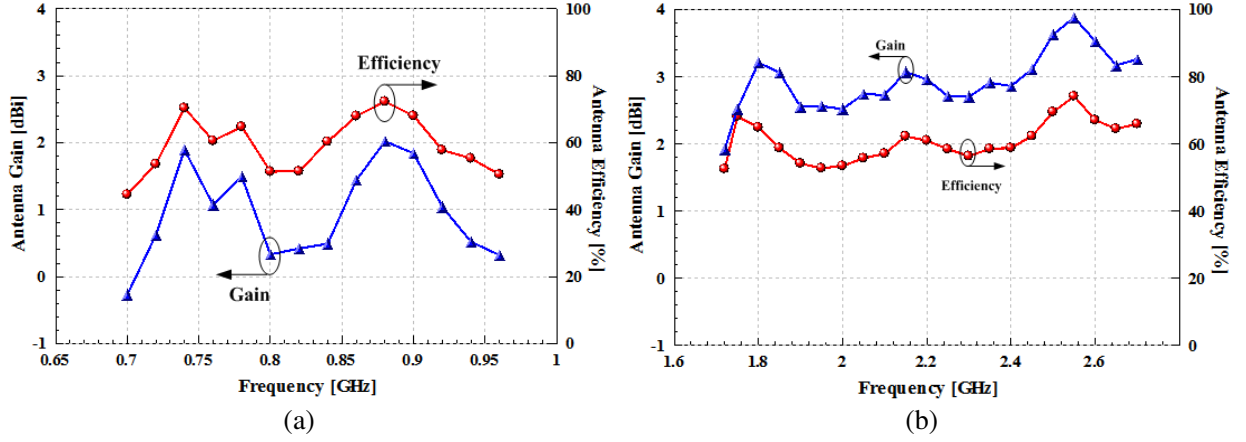 4
3
2
1
0
-1
Antenna Gain [dBi]
100
80
60
40
20
0
Antenna Efficiency [%]
Efficiency
Gain
0.65 0.7 0.75 0.8 0.85 0.9 0.95 1
Frequency [GHz]
(a)
4
3
2
1
0
-1
Antenna Gain [dBi]
100
80
60
40
20
0
Antenna Efficiency [%]
Gain
Efficiency
1.6 1.8 2 2.2 2.4 2.6
Frequency [GHz]
(b)